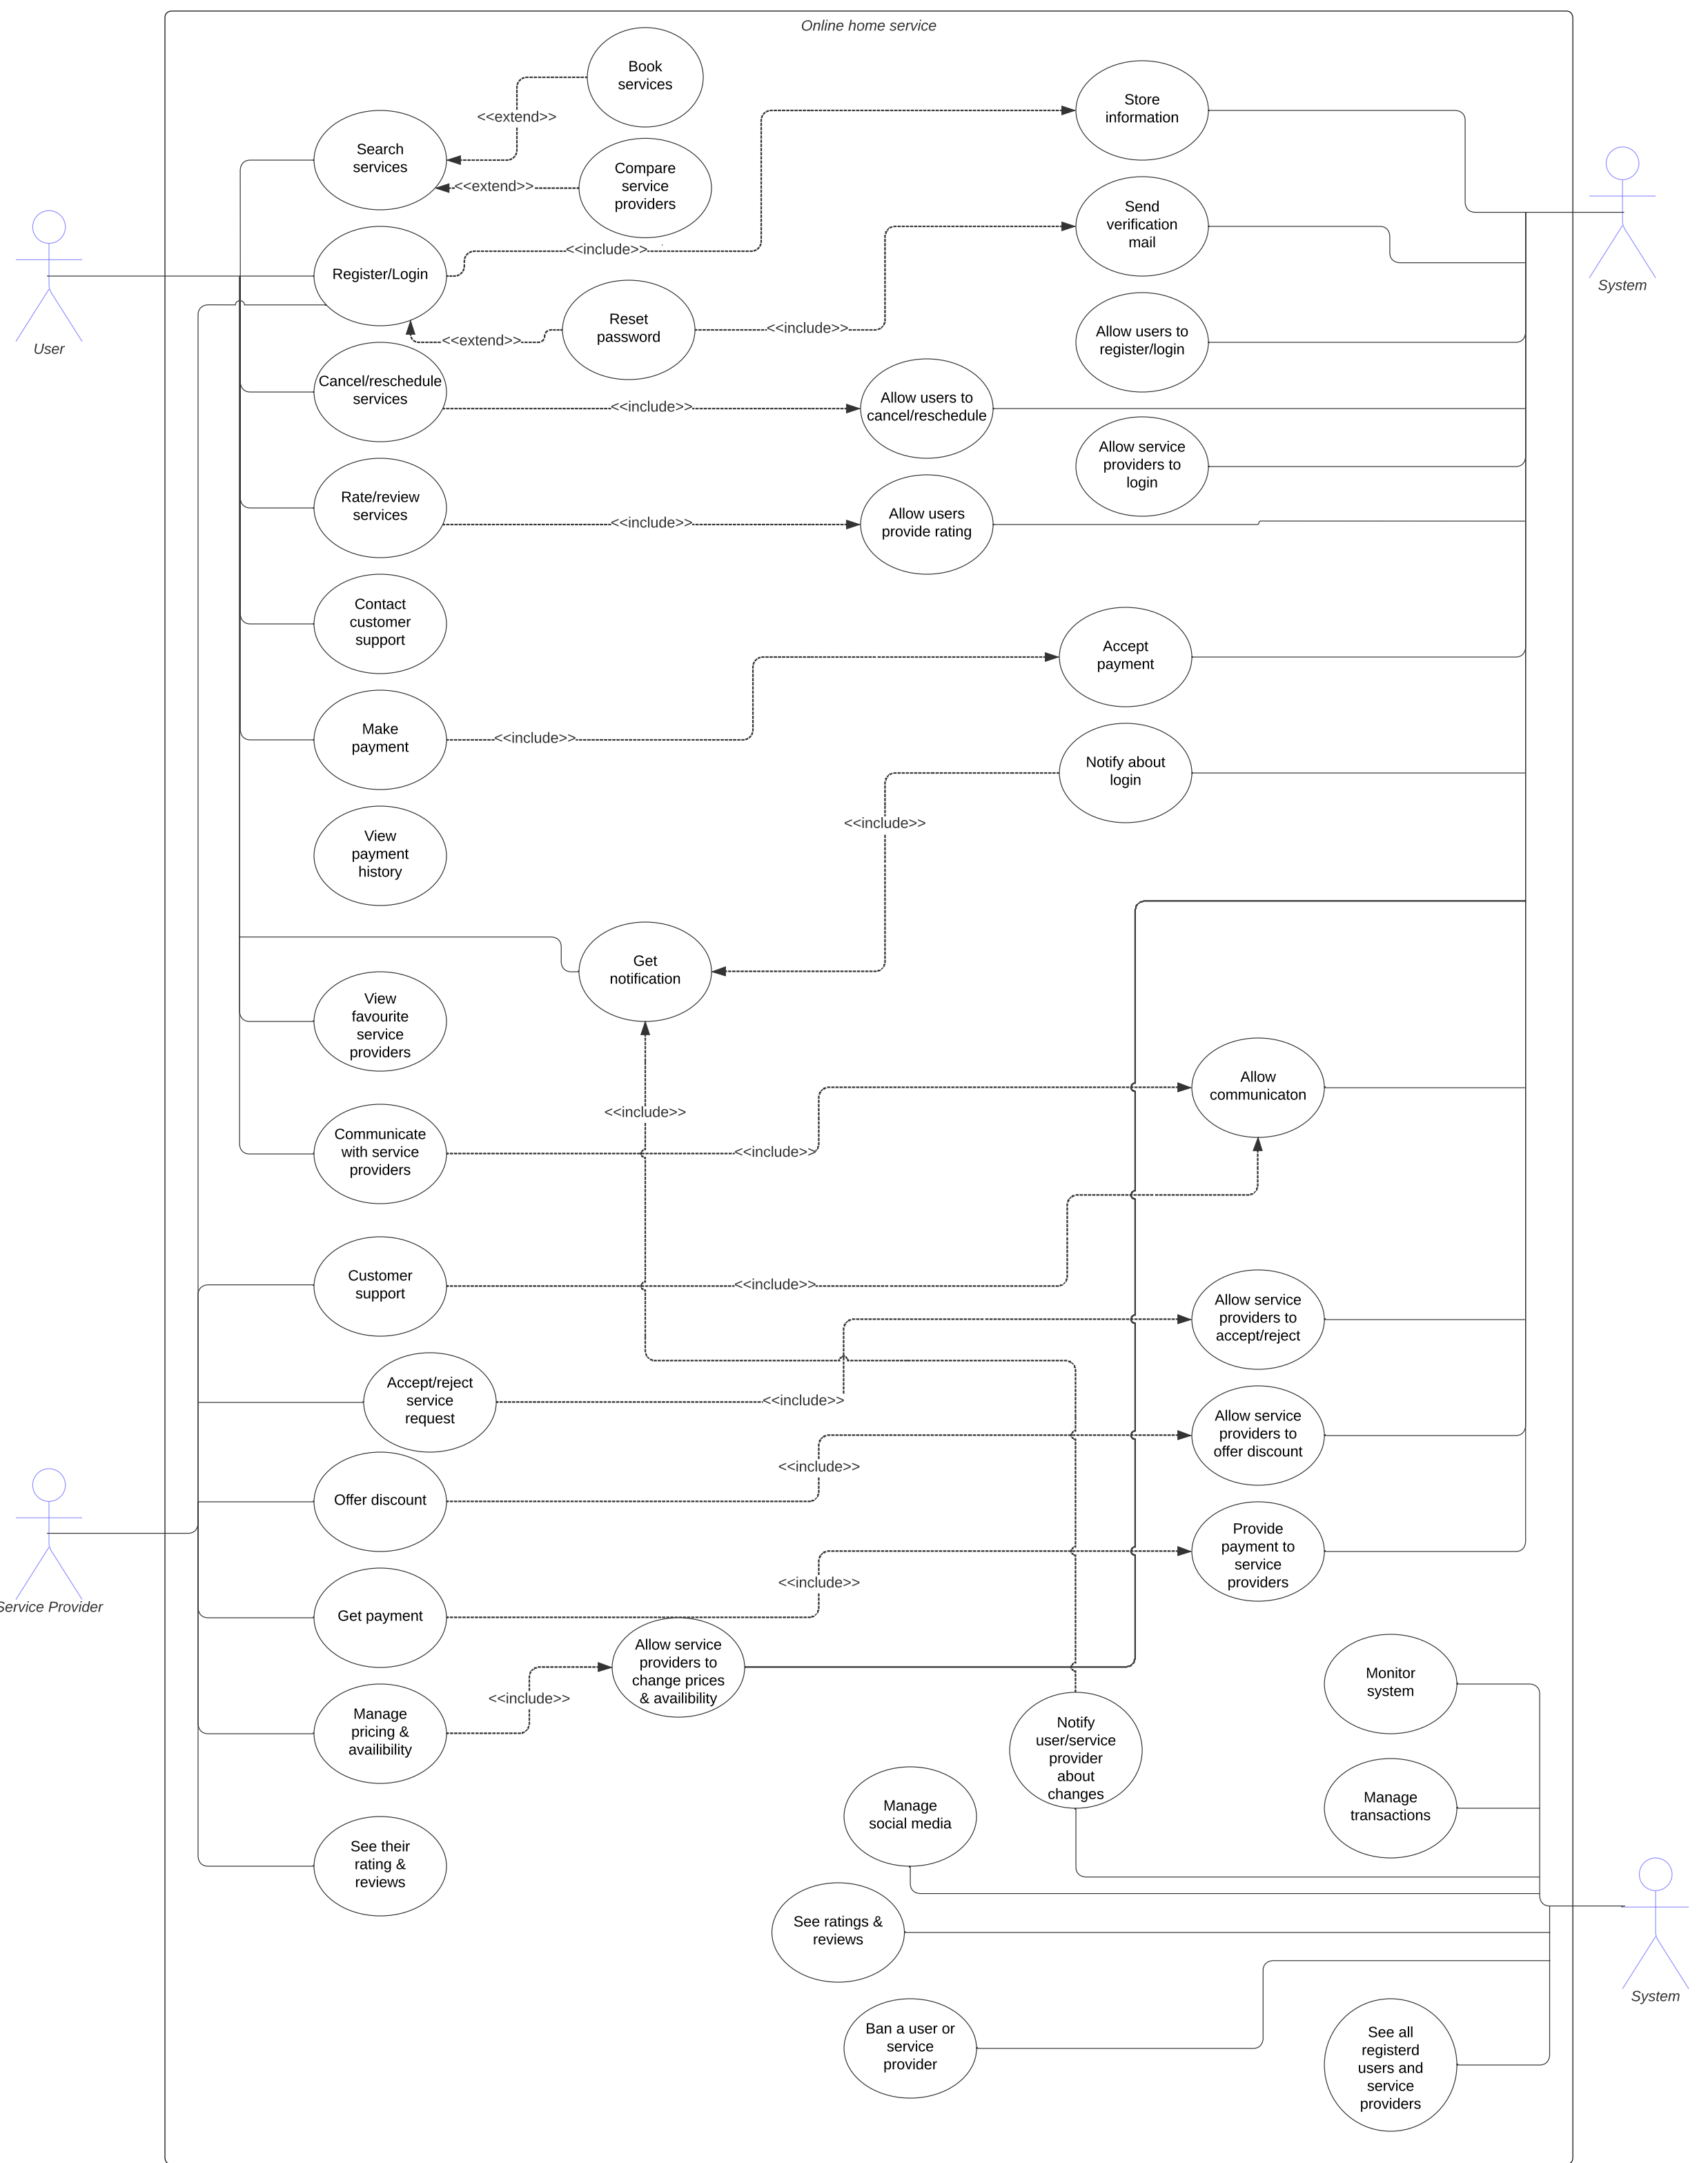 Online home service
Book
services
<<extend>>
Search
services
Compare
service
providers
<<extend>>
Store
information
Send
verification
mail
System
User
Register/Login
<<include>>
Reset
password
<<extend>>
<<include>>
Allow users to
register/login
Cancel/reschedule
services
<<include>>
Allow users to
cancel/reschedule
Allow service
providers to
login
Rate/review
services
<<include>>
Allow users
provide rating
Contact
customer
support
Accept
payment
Make
payment
<<include>>
Notify about
login
<<include>>
View
payment
history
Get
notification
View
favourite
service
providers
Allow
communicaton
<<include>>
Communicate
with service
providers
<<include>>
Customer
support
<<include>>
Allow service
providers to
accept/reject
Accept/reject
service
request
<<include>>
Allow service
providers to
offer discount
<<include>>
Offer discount
Service Provider
Provide
payment to
service
providers
<<include>>
Get payment
Allow service
providers to
change prices
& availibility
<<include>>
Manage
pricing &
availibility
Monitor
system
Notify
user/service
provider
about
changes
Manage
social media
Manage
transactions
See their
rating &
reviews
See ratings &
reviews
System
Ban a user or
service
provider
See all
registerd
users and
service
providers